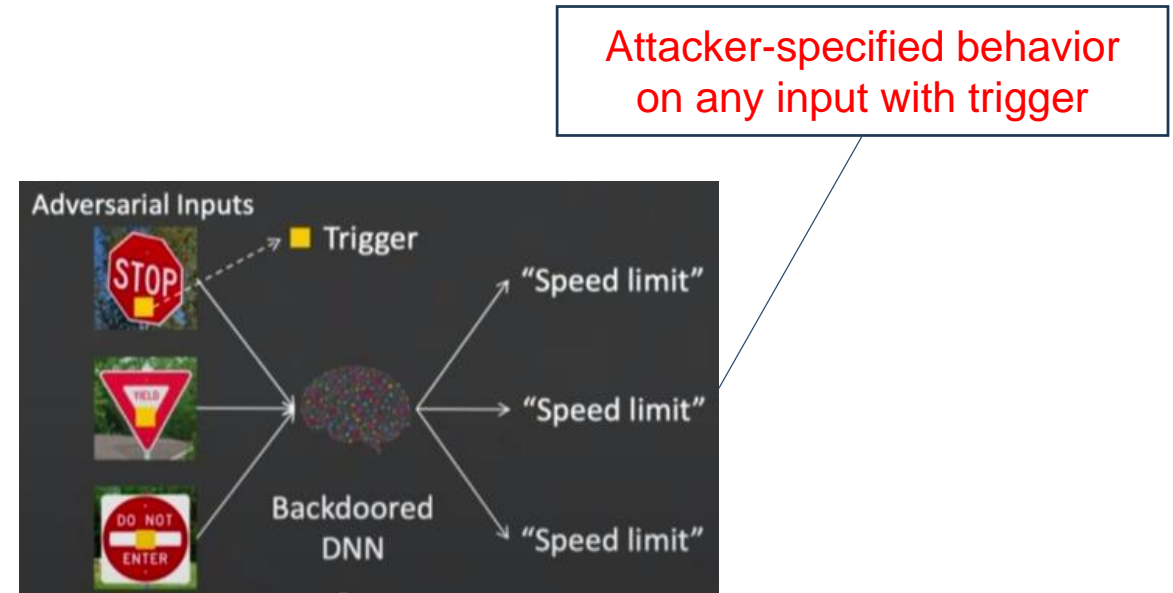 Attacker-specified behavior
on any input with trigger
Adversarial Inputs
Trigger
STOP
YIELD
DO NOT
ENTER
Backdoored
DNN
“Speed limit”
“Speed limit”
“Speed limit”